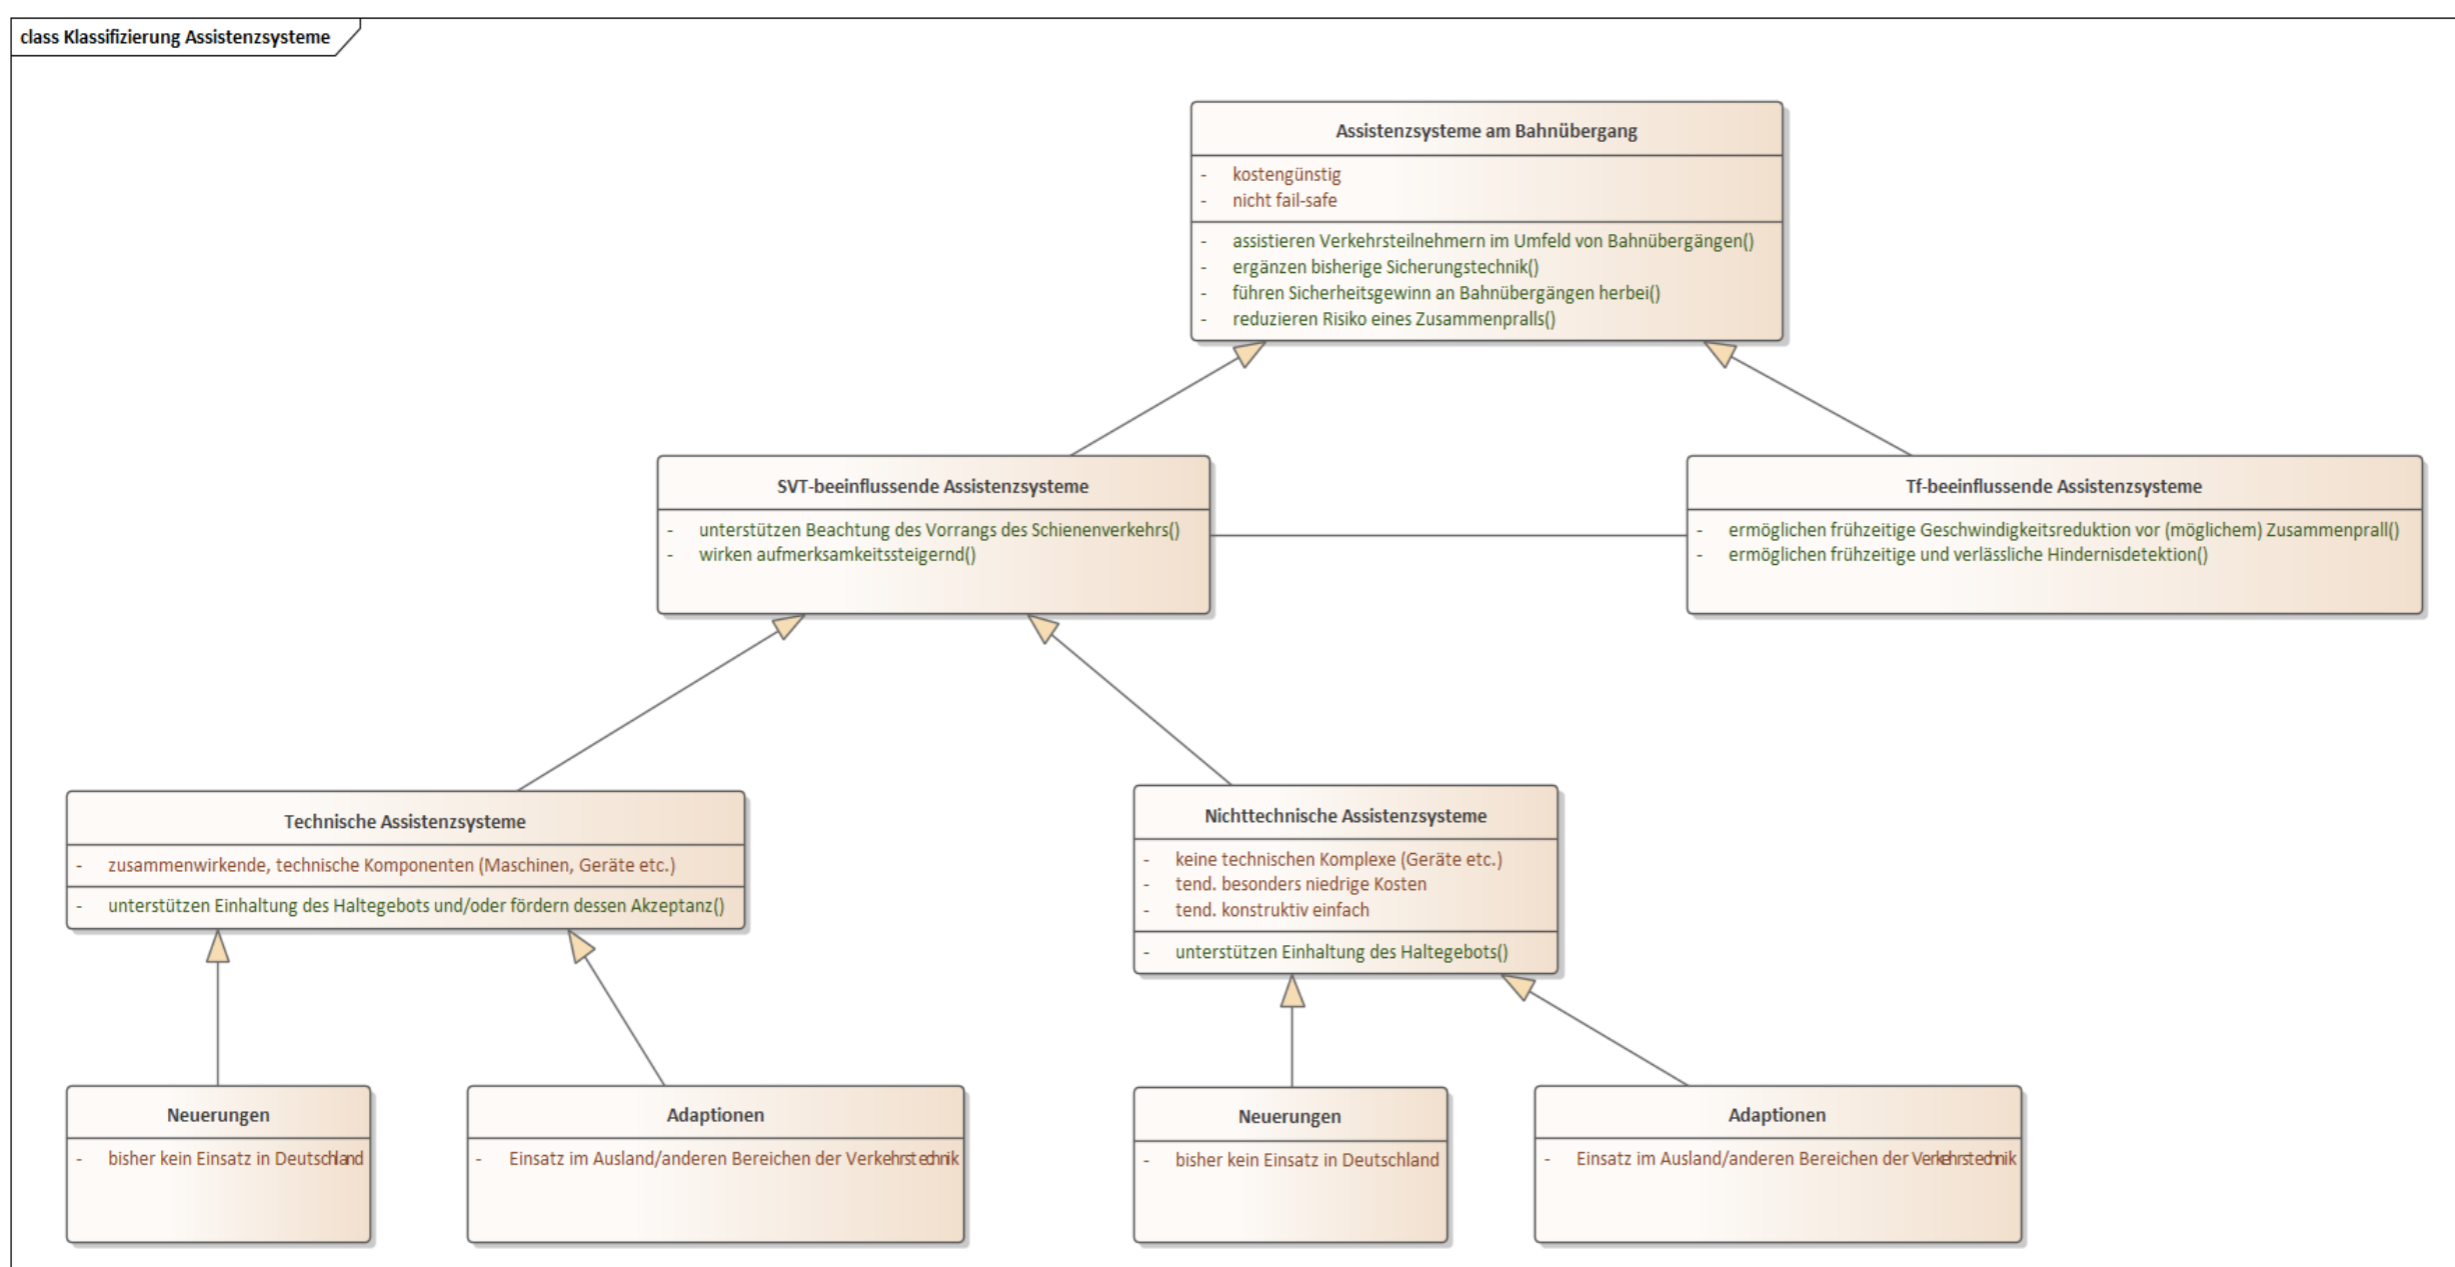 class Klassifizierung Assistenzsysteme
Assistenzsysteme am Bahnübergang
- kostengünstig
- nicht fail-safe
- assistieren Verkehrsteilnehmern im Umfeld von Bahnübergängen()
- ergänzen bisherige Sicherungstechnik()
- führen Sicherheitsgewinn an Bahnübergängen herbei()
- reduzieren Risiko eines Zusammenpralls()
SVT-beeinflussende Assistenzsysteme
- unterstützen Beachtung des Vorrangs des Schienenverkehrs()
- wirken aufmerksamkeitssteigernd()
Tf-beeinflussende Assistenzsysteme
- ermöglichen frühzeitige Geschwindigkeitsreduktion vor (möglichem) Zusammenprall()
- ermöglichen frühzeitige und verlässliche Hindernisdetektion()
Technische Assistenzsysteme
- zusammenwirkende, technische Komponenten (Maschinen, Geräte etc.)
- unterstützen Einhaltung des Haltegebots und/oder fördern dessen Akzeptanz()
Nichttechnische Assistenzsysteme
- keine technischen Komplexe (Geräte etc.)
- tend. besonders niedrige Kosten
- tend. konstruktiv einfach
- unterstützen Einhaltung des Haltegebots()
Neuerungen
- bisher kein Einsatz in Deutschland
Adaptionen
- Einsatz im Ausland/anderen Bereichen der Verkehrstechnik
Neuerungen
- bisher kein Einsatz in Deutschland
Adaptionen
- Einsatz im Ausland/anderen Bereichen der Verkehrstechnik